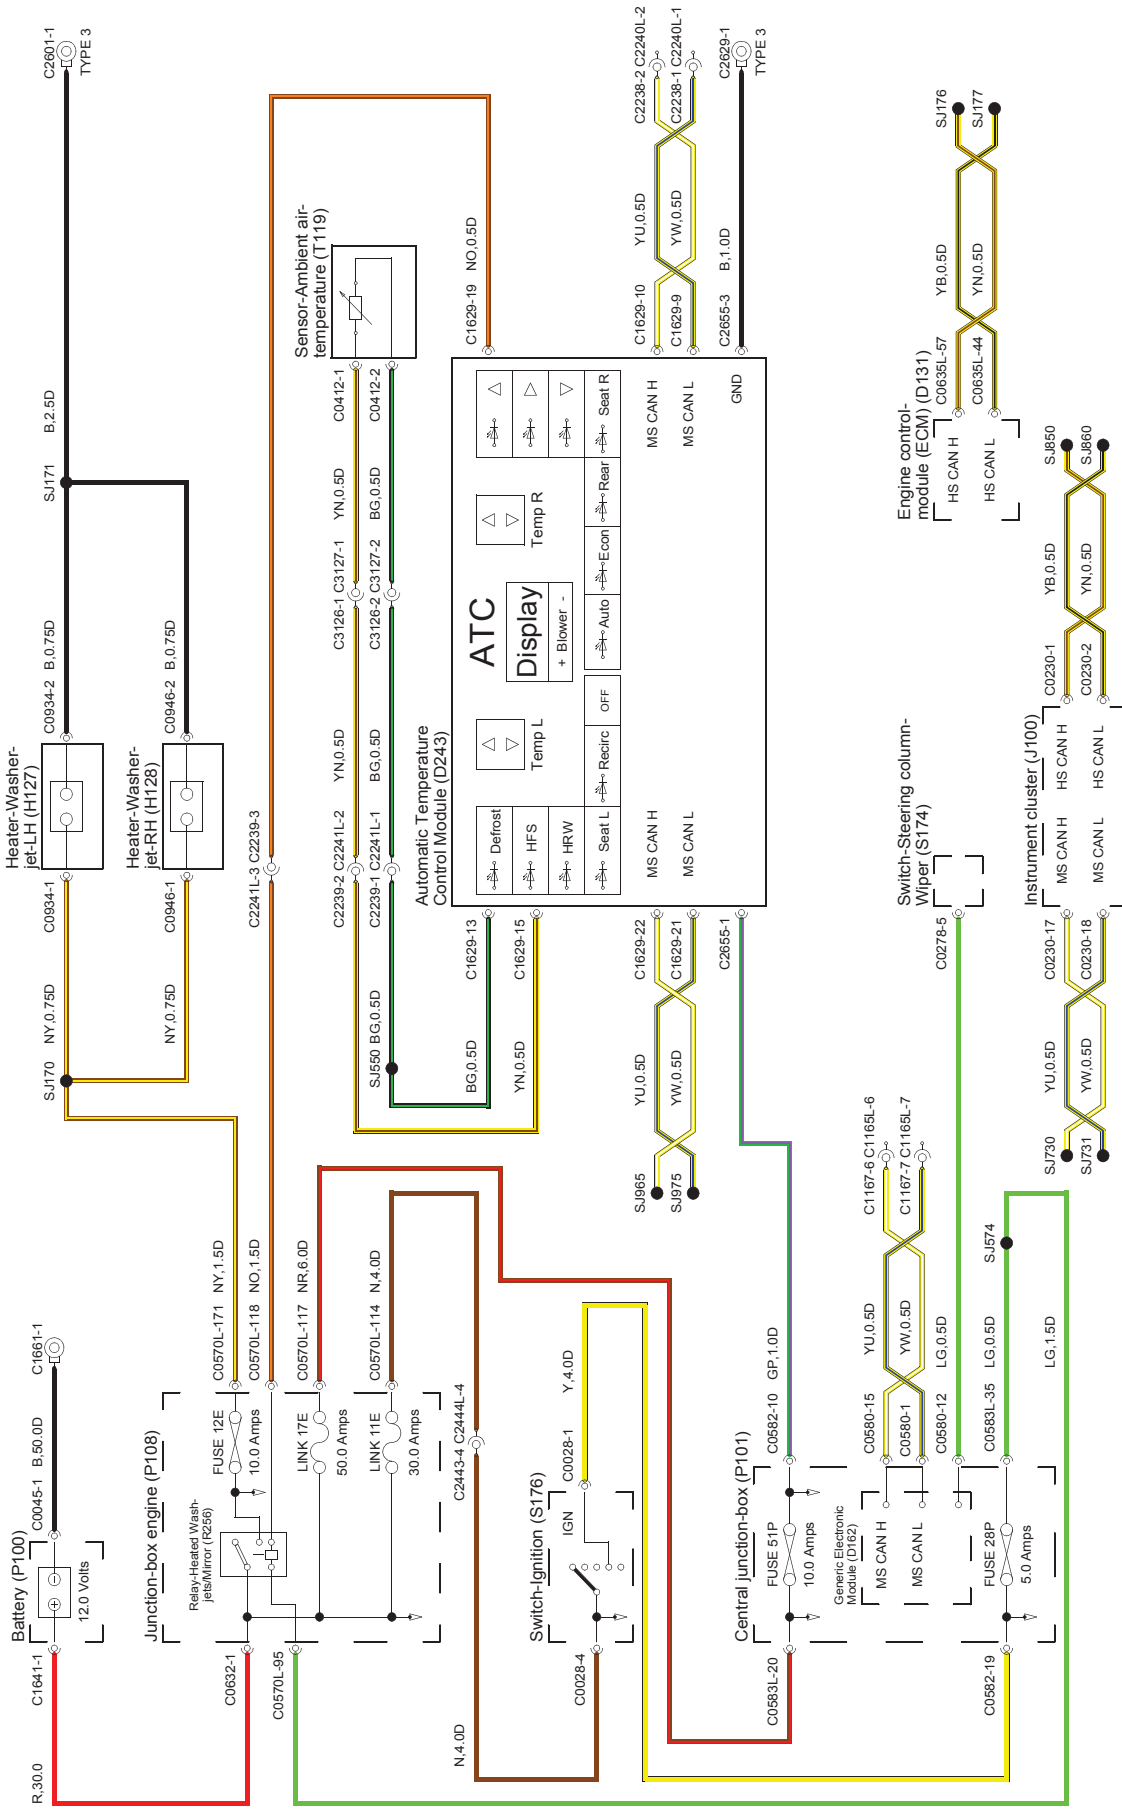 Battery (P100)
12.0 Volts
C1641-1
R,30.0
C0045-1
B,50.0D
C1661-1
Junction-box engine (P108)
FUSE 12E
10.0 Amps
Relay-Heated Wash-
jets/Mirror (R256)
LINK 17E
50.0 Amps
LINK 11E
30.0 Amps
C0632-1
C0570L-95
C0570L-171
NY,1.5D
C0570L-118
NO,1.5D
C0570L-117
NR,6.0D
C0570L-114
N,4.0D
C2443-4
C2444L-4
N,4.0D
Switch-Ignition (S176)
IGN
C0028-4
C0028-1
Y,4.0D
Central junction-box (P101)
FUSE 51P
10.0 Amps
Generic Electronic
Module (D162)
MS CAN H
MS CAN L
FUSE 28P
5.0 Amps
C0583L-20
C0582-19
C0582-10
GP,1.0D
C0580-15
YU,0.5D
C1167-6
C1165L-6
C0580-1
YW,0.5D
C1167-7
C1165L-7
C0580-12
LG,0.5D
C0583L-35
LG,0.5D
SJ574
LG,1.5D
Heater-Washer-
jet-LH (H127)
SJ170
NY,0.75D
C0934-1
C0934-2
B,0.75D
SJ171
B,2.5D
C2601-1
TYPE 3
Heater-Washer-
jet-RH (H128)
NY,0.75D
C0946-1
C0946-2
B,0.75D
C2241L-3
C2239-3
Sensor-Ambient air-
temperature (T119)
C2239-2
C2241L-2
YN,0.5D
C3126-1
C3127-1
YN,0.5D
C0412-1
SJ550
BG,0.5D
C2239-1
C2241L-1
BG,0.5D
C3126-2
C3127-2
BG,0.5D
C0412-2
Automatic Temperature
Control Module (D243)
BG,0.5D
C1629-13
YN,0.5D
C1629-15
C1629-19
NO,0.5D
Defrost
HFS
HRW
Seat L
Recirc
OFF
Auto
Econ
Rear
Seat R
Temp L
ATC
Display
+ Blower -
Temp R
MS CAN H
MS CAN L
MS CAN H
MS CAN L
GND
SJ965
YU,0.5D
C1629-22
SJ975
YW,0.5D
C1629-21
C2655-1
C1629-10
YU,0.5D
C2238-2
C2240L-2
C1629-9
YW,0.5D
C2238-1
C2240L-1
C2655-3
B,1.0D
C2629-1
TYPE 3
Switch-Steering column-
Wiper (S174)
C0278-5
Engine control-
module (ECM) (D131)
HS CAN H
HS CAN L
C0635L-57
YB,0.5D
SJ176
C0635L-44
YN,0.5D
SJ177
Instrument cluster (J100)
MS CAN H
HS CAN H
MS CAN L
HS CAN L
SJ730
YU,0.5D
C0230-17
SJ731
YW,0.5D
C0230-18
C0230-1
YB,0.5D
SJ850
C0230-2
YN,0.5D
SJ860